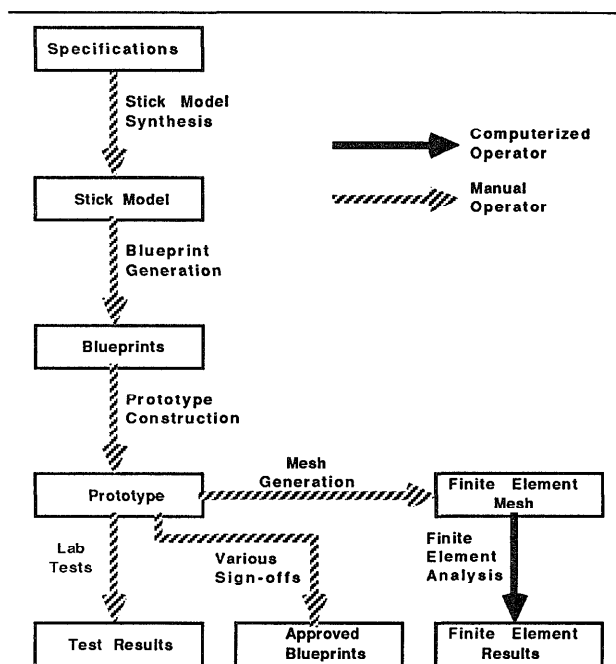 Specifications
Stick Model
Synthesis
Computerized
Operator
Manual
Operator
Stick Model
Blueprint
Generation
Blueprints
Prototype
Construction
Mesh
Generation
Prototype
Finite Element
Mesh
Lab
Tests
Various
Sign-offs
Finite
Element
Analysis
Test Results
Approved
Blueprints
Finite Element
Results